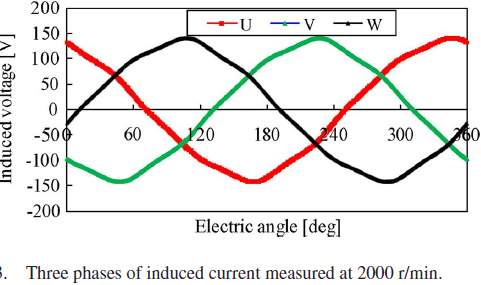 200
U V W
150
100
50
0
-50
0 60 120 180 240 300 360
-100
-150
-200
Induced voltage [V]
Electric angle [deg]
3. Three phases of induced current measured at 2000 r/min.